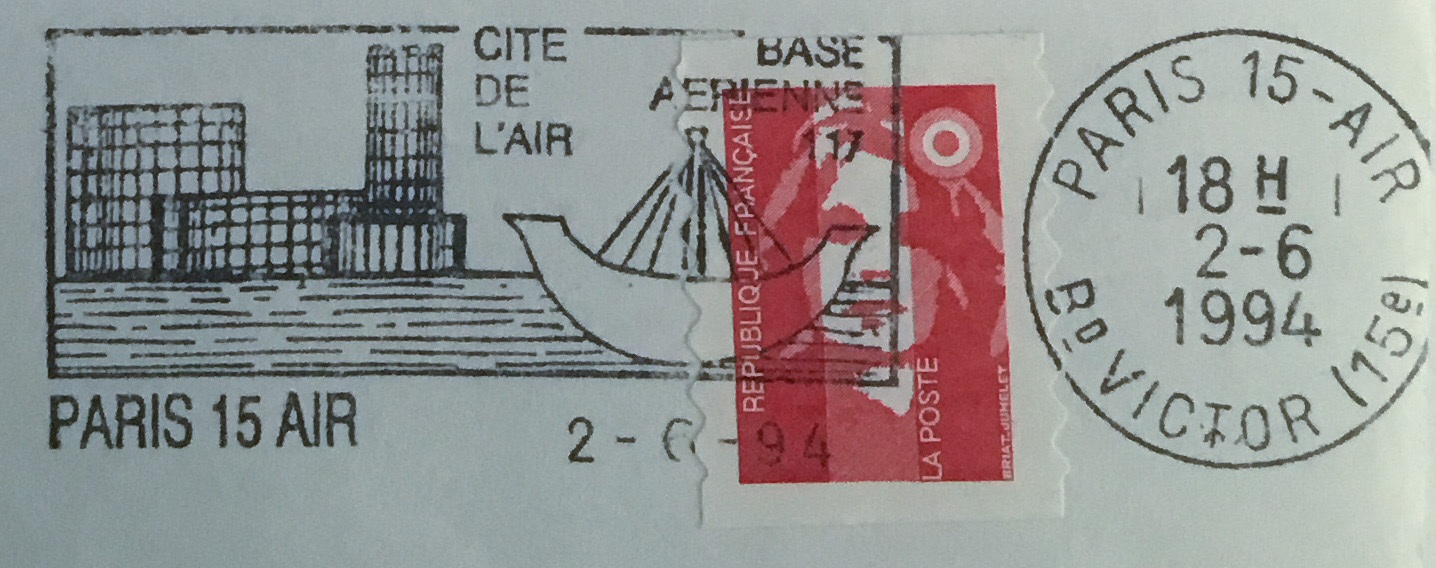 CITE
DE
L'AIR
BASE
AERIENNE
117
PARIS 15 AIR
2-6-94
REPUBLIQUE FRANÇAISE
LA POSTE
BRIAT-JUMELET
PARIS 15-AIR
18 H
2-6
1994
BD VICTOR (15e)